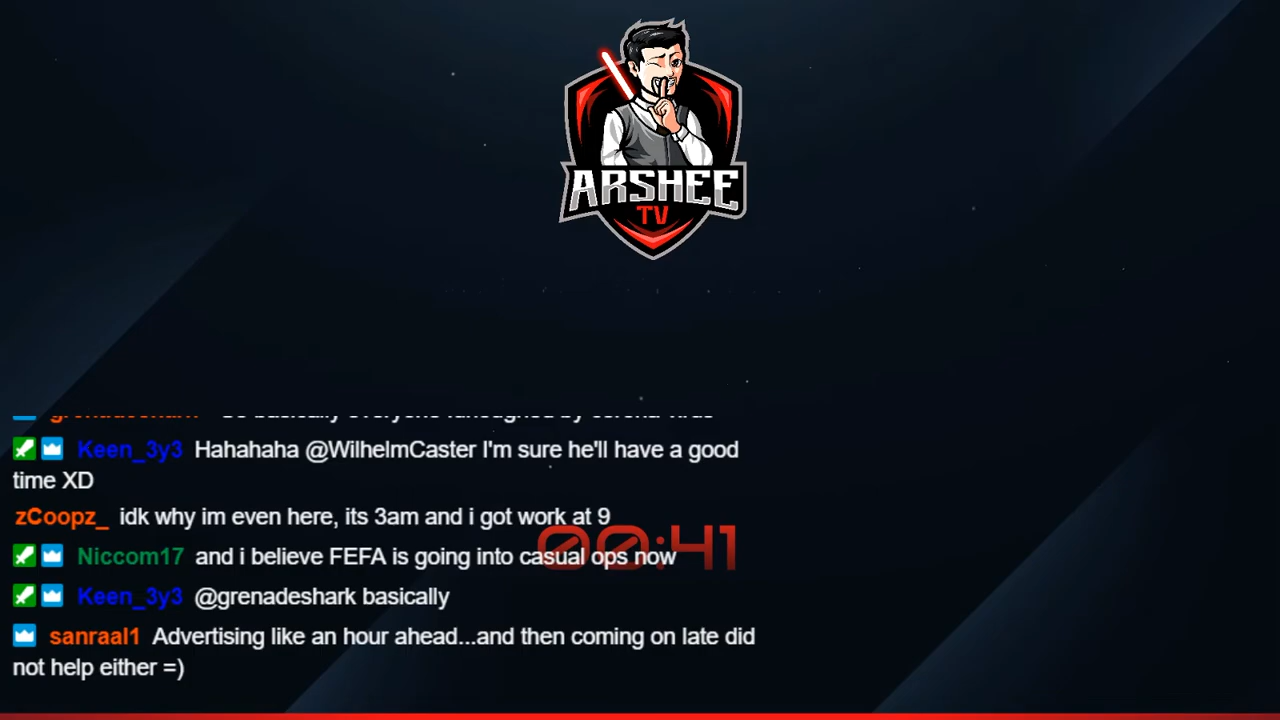 ARSHEE
TV
Keen_3y3 Hahahaha @WilhelmCaster I'm sure he'll have a good
time XD
zCoopz_ idk why im even here, its 3am and i got work at 9
00:41
Niccom17 and i believe FEFA is going into casual ops now
Keen_3y3 @grenadeshark basically
sanraal1 Advertising like an hour ahead...and then coming on late did
not help either =)